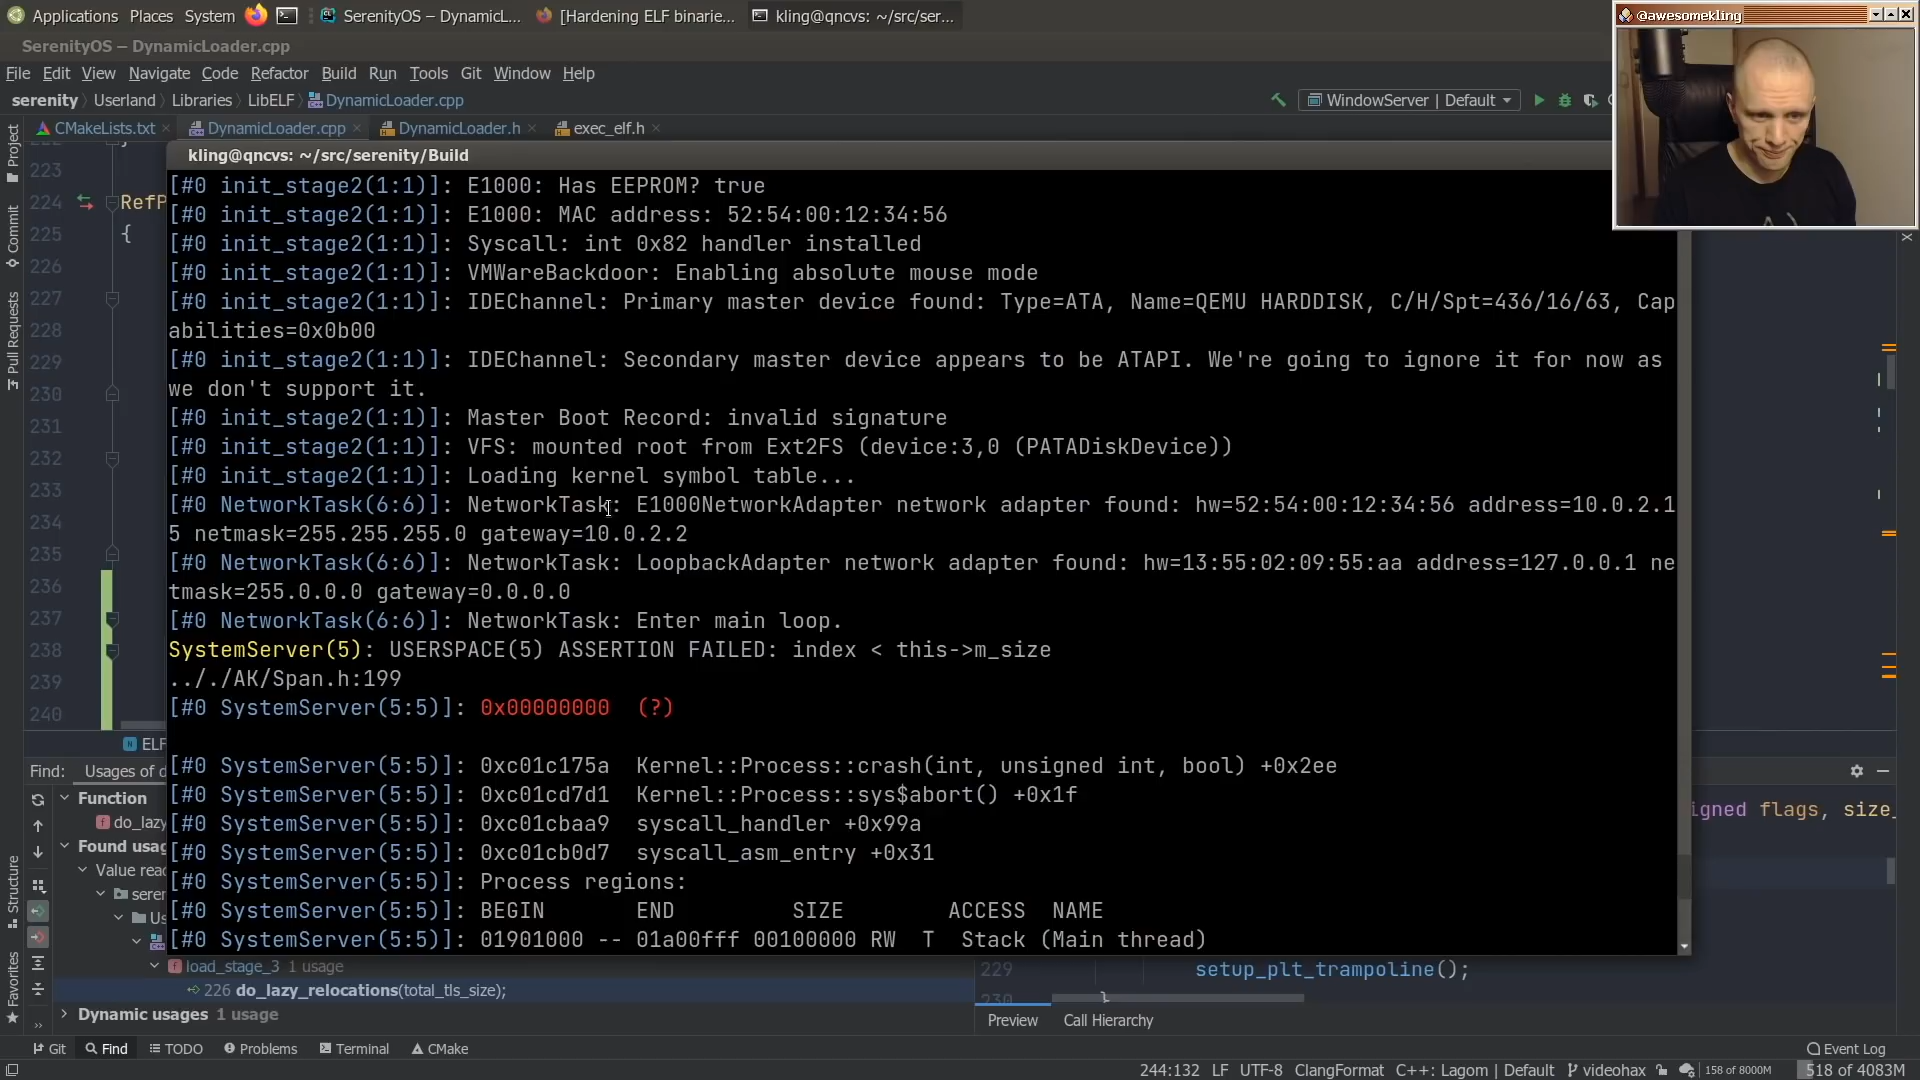 Applications Places System SerenityOS – DynamicL... [Hardening ELF binarie... kling@qncvs: ~/src/ser...
@awesomekling
SerenityOS – DynamicLoader.cpp
File Edit View Navigate Code Refactor Build Run Tools Git Window Help
serenity Userland Libraries LibELF DynamicLoader.cpp WindowServer | Default
CMakeLists.txt DynamicLoader.cpp DynamicLoader.h exec_elf.h
kling@qncvs: ~/src/serenity/Build
Project
Commit
Pull Requests
Structure
Favorites
223
224 RefP
225 {
226
227
228
229
230
231
232
233
234
235
236
237
238
239
240
[#0 init_stage2(1:1)]: E1000: Has EEPROM? true
[#0 init_stage2(1:1)]: E1000: MAC address: 52:54:00:12:34:56
[#0 init_stage2(1:1)]: Syscall: int 0x82 handler installed
[#0 init_stage2(1:1)]: VMWareBackdoor: Enabling absolute mouse mode
[#0 init_stage2(1:1)]: IDEChannel: Primary master device found: Type=ATA, Name=QEMU HARDDISK, C/H/Spt=436/16/63, Cap
abilities=0x0b00
[#0 init_stage2(1:1)]: IDEChannel: Secondary master device appears to be ATAPI. We're going to ignore it for now as
we don't support it.
[#0 init_stage2(1:1)]: Master Boot Record: invalid signature
[#0 init_stage2(1:1)]: VFS: mounted root from Ext2FS (device:3,0 (PATADiskDevice))
[#0 init_stage2(1:1)]: Loading kernel symbol table...
[#0 NetworkTask(6:6)]: NetworkTask: E1000NetworkAdapter network adapter found: hw=52:54:00:12:34:56 address=10.0.2.1
5 netmask=255.255.255.0 gateway=10.0.2.2
[#0 NetworkTask(6:6)]: NetworkTask: LoopbackAdapter network adapter found: hw=13:55:02:09:55:aa address=127.0.0.1 ne
tmask=255.0.0.0 gateway=0.0.0.0
[#0 NetworkTask(6:6)]: NetworkTask: Enter main loop.
SystemServer(5): USERSPACE(5) ASSERTION FAILED: index < this->m_size
.././AK/Span.h:199
[#0 SystemServer(5:5)]: 0x00000000 (?)
[#0 SystemServer(5:5)]: 0xc01c175a Kernel::Process::crash(int, unsigned int, bool) +0x2ee
[#0 SystemServer(5:5)]: 0xc01cd7d1 Kernel::Process::sys$abort() +0x1f
[#0 SystemServer(5:5)]: 0xc01cbaa9 syscall_handler +0x99a
[#0 SystemServer(5:5)]: 0xc01cb0d7 syscall_asm_entry +0x31
[#0 SystemServer(5:5)]: Process regions:
[#0 SystemServer(5:5)]: BEGIN END SIZE ACCESS NAME
[#0 SystemServer(5:5)]: 01901000 -- 01a00fff 00100000 RW T Stack (Main thread)
ELF
Find: Usages of d
Function
do_lazy
Found usag
Value rea
seren
Us
load_stage_3 1 usage
226 do_lazy_relocations(total_tls_size);
Dynamic usages 1 usage
igned flags, size_
229 setup_plt_trampoline();
230 }
Preview Call Hierarchy
Git Find TODO Problems Terminal CMake Event Log
244:132 LF UTF-8 ClangFormat C++: Lagom | Default videohax 158 of 8000M 518 of 4083M